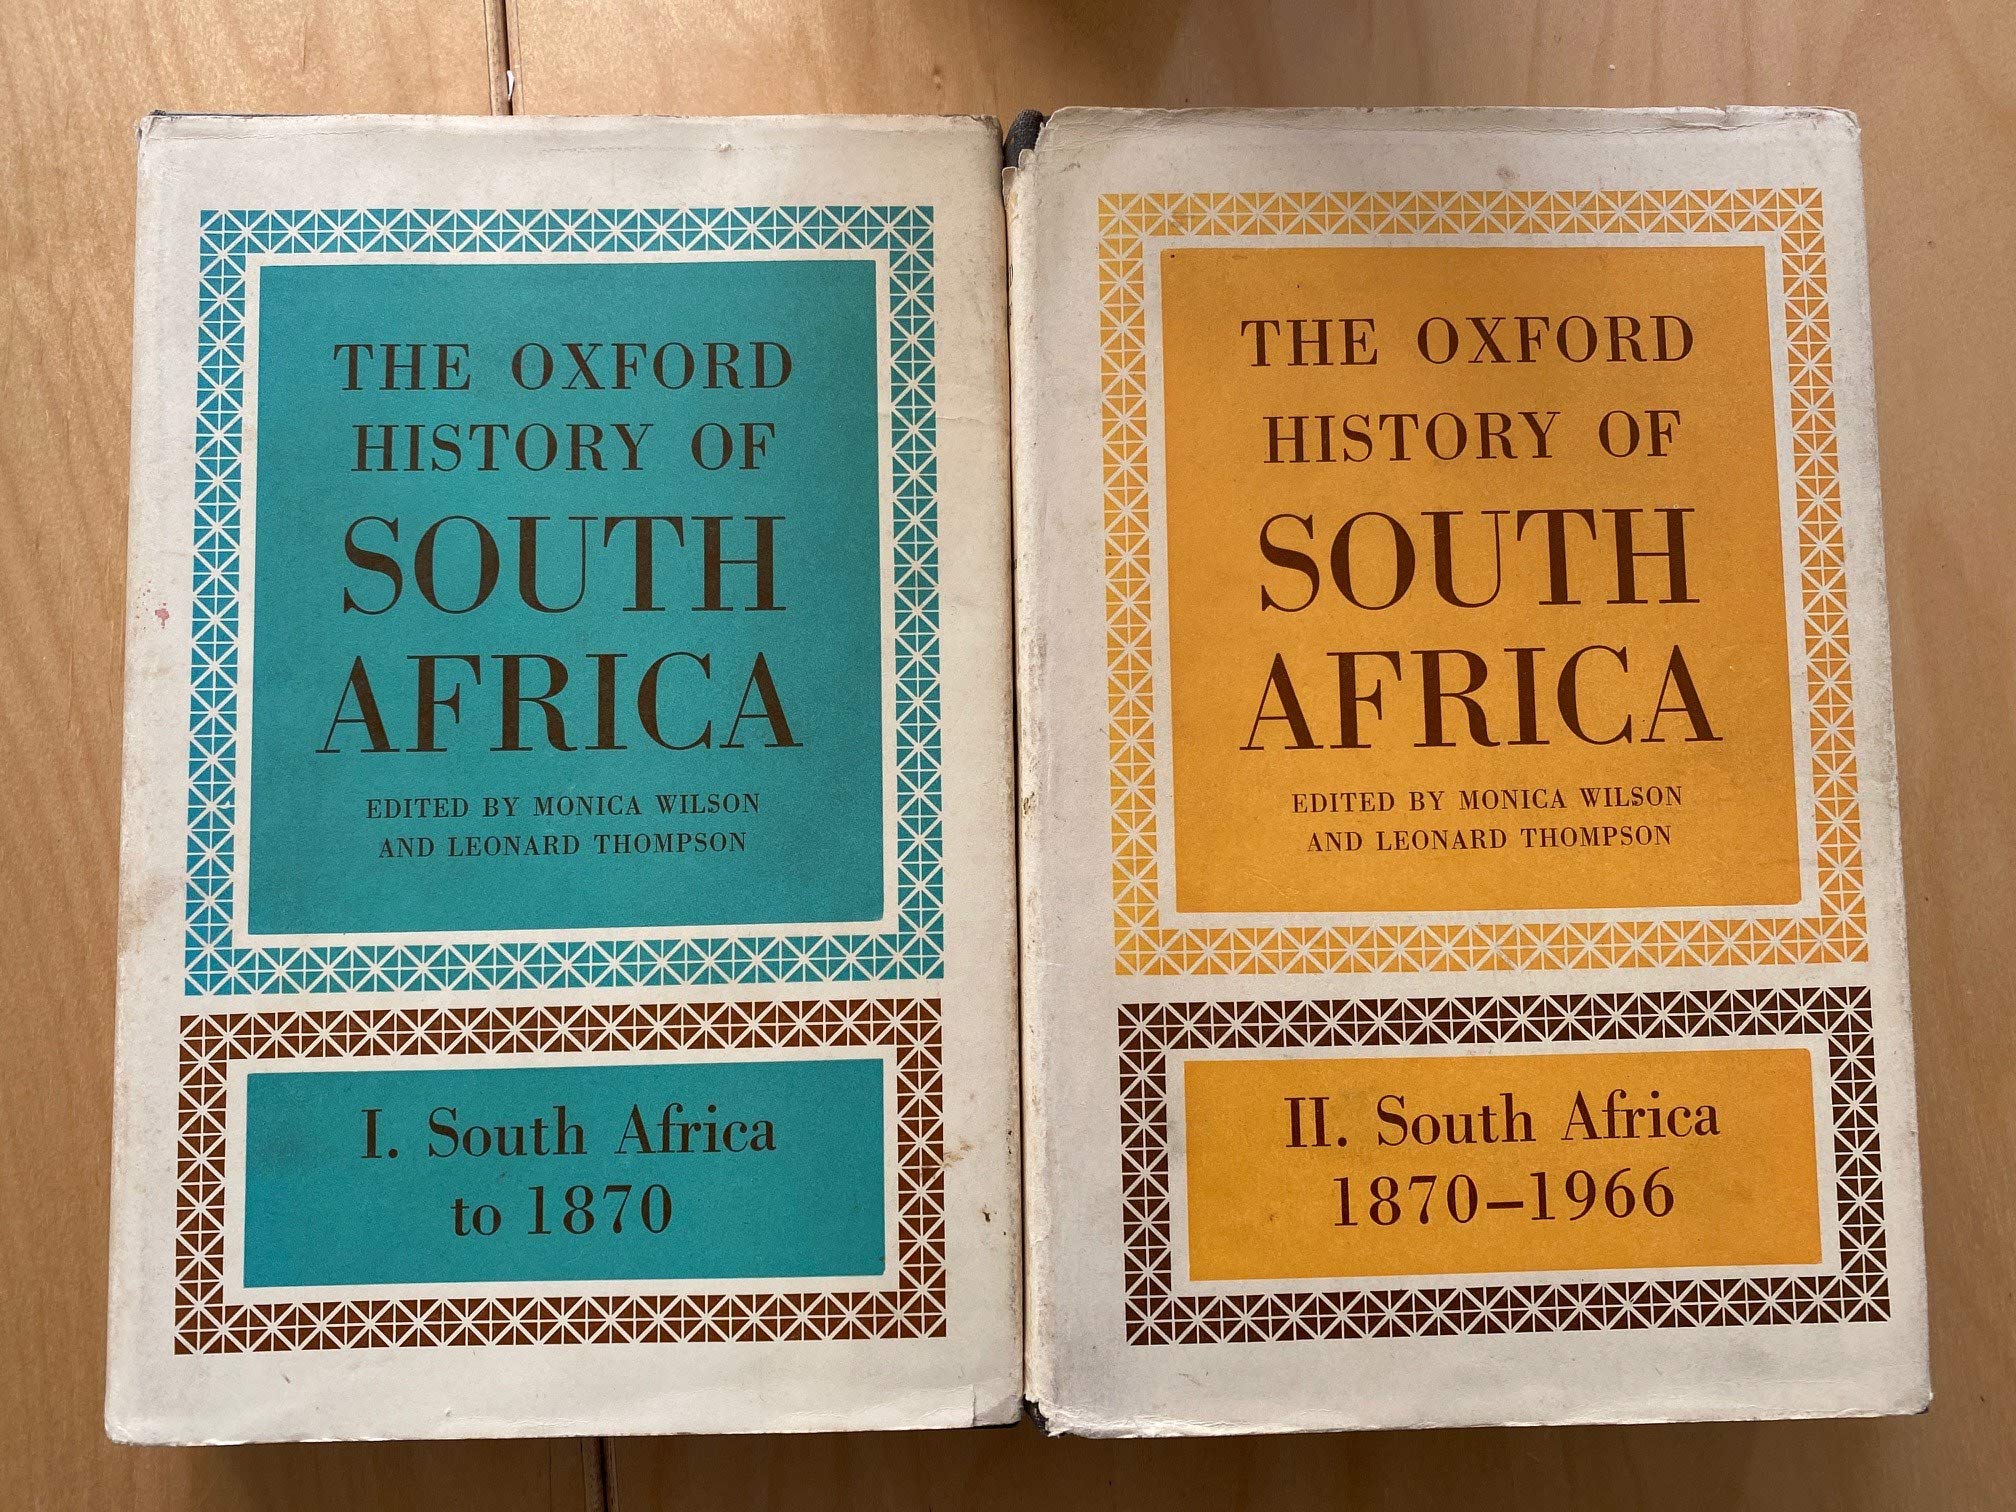 THE OXFORD
HISTORY OF
SOUTH
AFRICA
EDITED BY MONICA WILSON
AND LEONARD THOMPSON
I. South Africa
to 1870
THE OXFORD
HISTORY OF
SOUTH
AFRICA
EDITED BY MONICA WILSON
AND LEONARD THOMPSON
II. South Africa
1870–1966